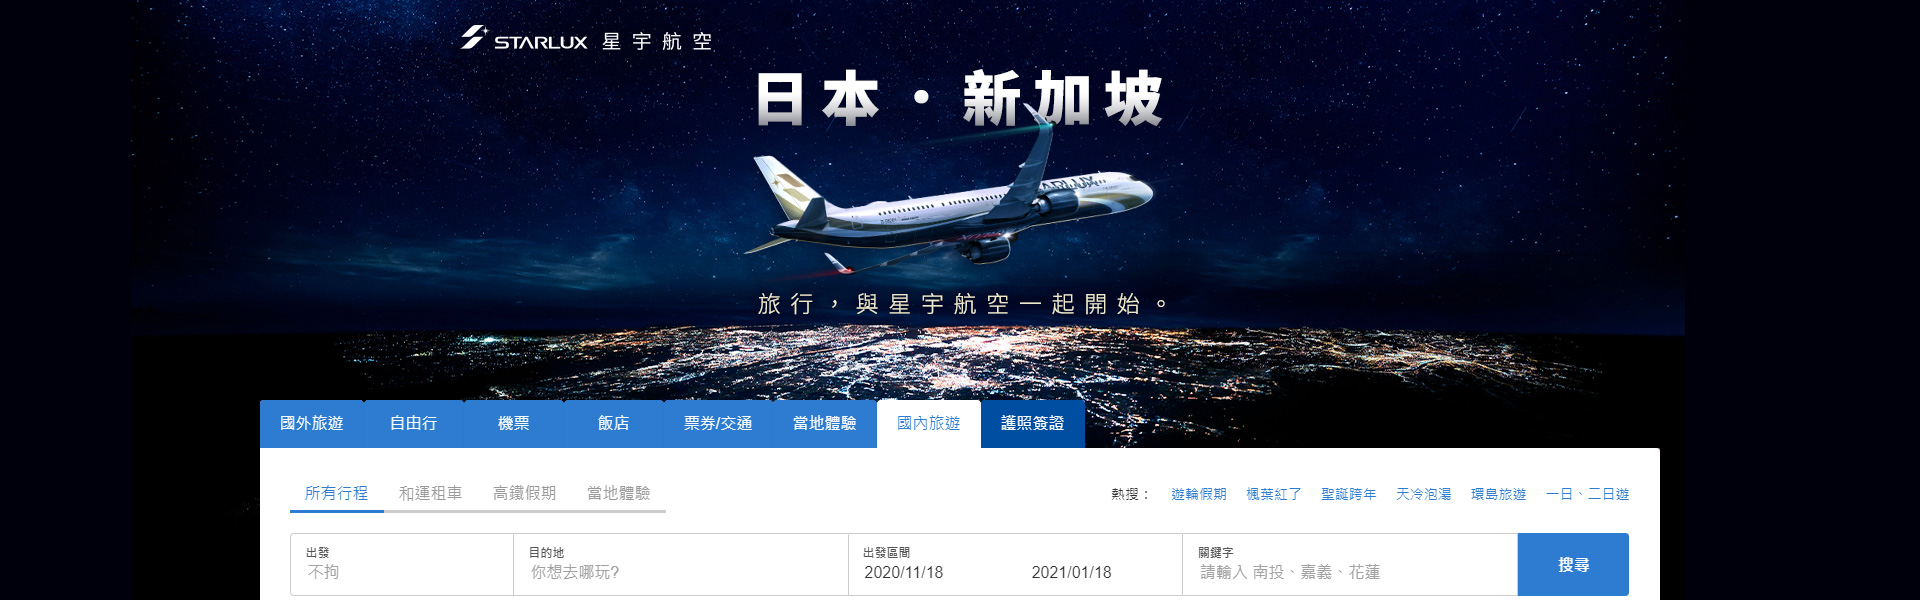 STARLUX 星宇航空
日本·新加坡
STARLUX
旅行，與星宇航空一起開始。
國外旅遊 自由行 機票 飯店 票券/交通 當地體驗 國內旅遊 護照簽證
所有行程 和運租車 高鐵假期 當地體驗 熱搜： 遊輪假期 楓葉紅了 聖誕跨年 天冷泡湯 環島旅遊 一日、二日遊
出發 目的地 出發區間 關鍵字
不拘 你想去哪玩? 2020/11/18 2021/01/18 請輸入 南投、嘉義、花蓮 搜尋